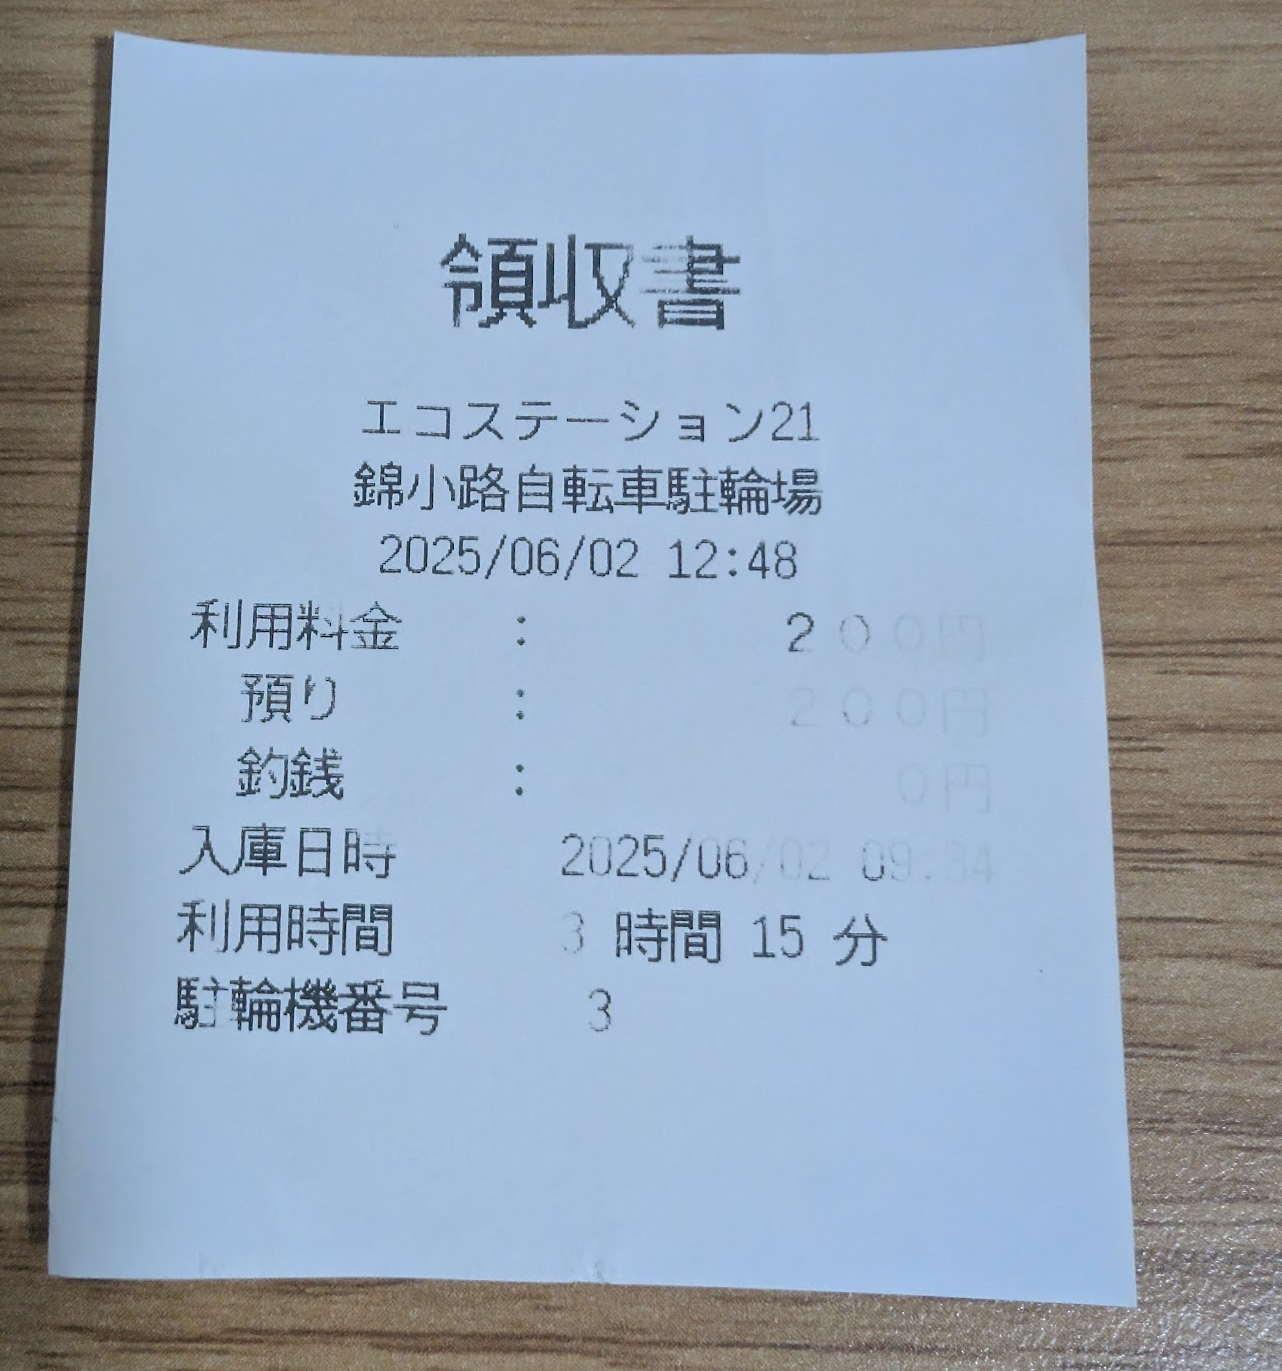 領収書
エコステーション21
錦小路自転車駐輪場
2025/06/02 12:48
利用料金 : 200円
預り : 200円
釣銭 : 0円
入庫日時 2025/06/02 09:34
利用時間 3 時間 15 分
駐輪機番号 3